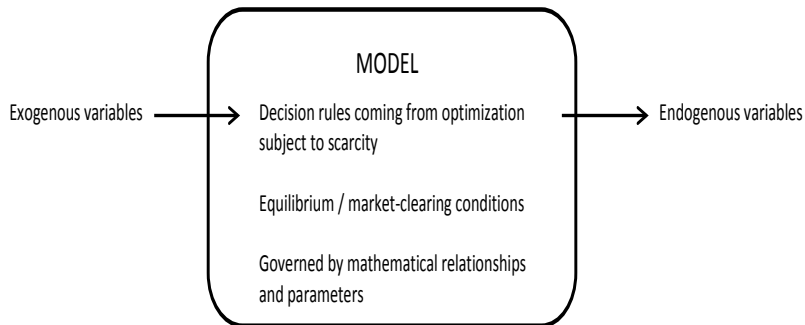 MODEL
Exogenous variables
Decision rules coming from optimization
subject to scarcity
Endogenous variables
Equilibrium / market-clearing conditions
Governed by mathematical relationships
and parameters